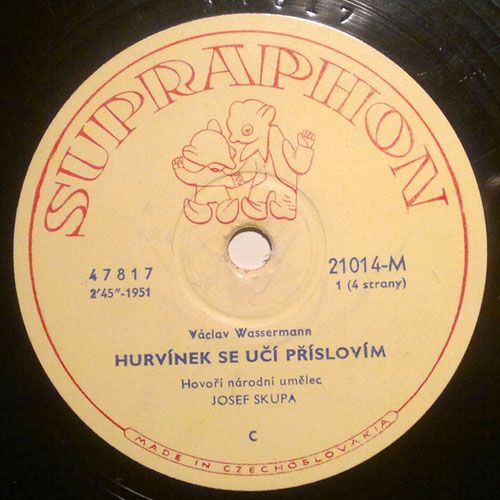 SUPRAPHON
47817
2'45"-1951
21014-M
1 (4 strany)
Václav Wassermann
HURVÍNEK SE UČÍ PŘÍSLOVÍM
Hovoří národní umělec
JOSEF SKUPA
C
MADE IN CZECHOSLOVAKIA